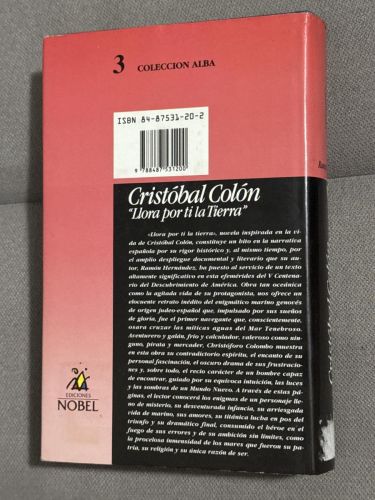 3 COLECCION ALBA
ISBN 84-87531-20-2
9 788487 531200
Cristóbal Colón
"Llora por ti la Tierra"
«Llora por ti la tierra», novela inspirada en la vi-
da de Cristóbal Colón, constituye un hito en la narrativa
española por su rigor histórico y, al mismo tiempo, por
el amplio despliegue documental y literario que su au-
tor, Ramón Hernández, ha puesto al servicio de un texto
altamente significativo en esta efemérides del V Centena-
rio del Descubrimiento de América. Obra tan oceánica
como la agitada vida de su protagonista, nos ofrece un
elocuente retrato inédito del enigmático marino genovés
de origen judeo-español que, impulsado por sus sueños
de gloria, fue el primer navegante que, conscientemente,
osara cruzar las míticas aguas del Mar Tenebroso.
Aventurero y galán, frío y calculador, valeroso como nin-
guno, pirata y mercader, Christóforo Colombo muestra
en esta obra su contradictorio espíritu, el encanto de su
personal fascinación, el oscuro drama de sus frustracio-
nes y, sobre todo, el recio carácter de un hombre capaz
de encontrar, guiado por su equívoca intuición, las luces
y las sombras de un Mundo Nuevo. A través de estas pá-
ginas, el lector conocerá los enigmas de un personaje lle-
no de misterio, su desventurada infancia, su arriesgada
vida de marino, sus amores, su titánica lucha en pos del
triunfo y su dramático final, consumido el héroe en el
fuego de sus errores y de su ambición sin límites, como
la procelosa inmensidad de los mares que fueron su pa-
tria, su religión y su única razón de ser.
EDICIONES
NOBEL